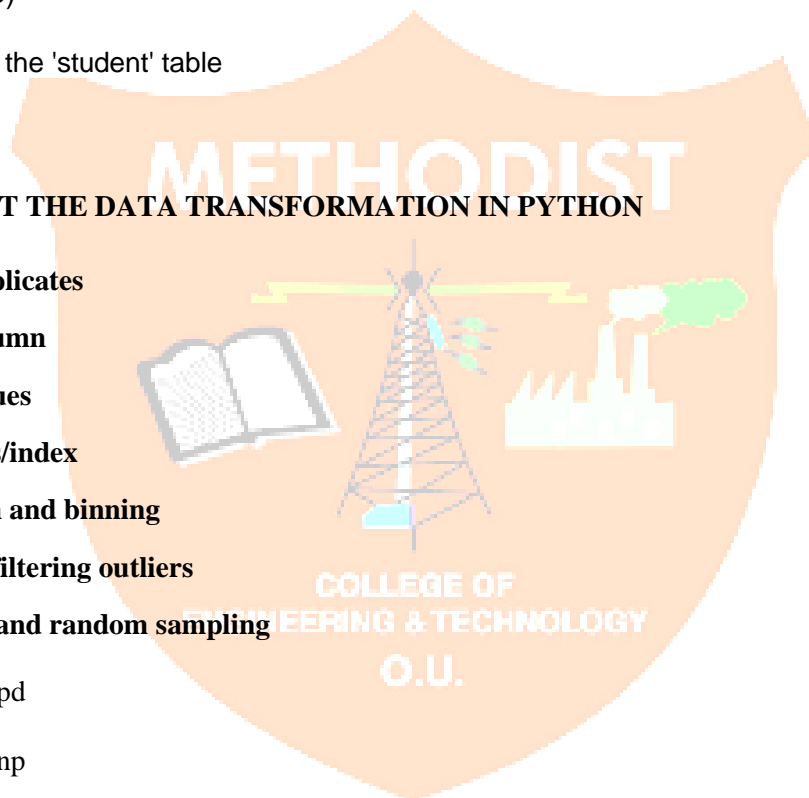 the 'student' table
METHODIST
T THE DATA TRANSFORMATION IN PYTHON
plicates
umn
ues
s/index
n and binning
filtering outliers
and random sampling
COLLEGE OF
ENGINEERING & TECHNOLOGY
O.U.
pd
np